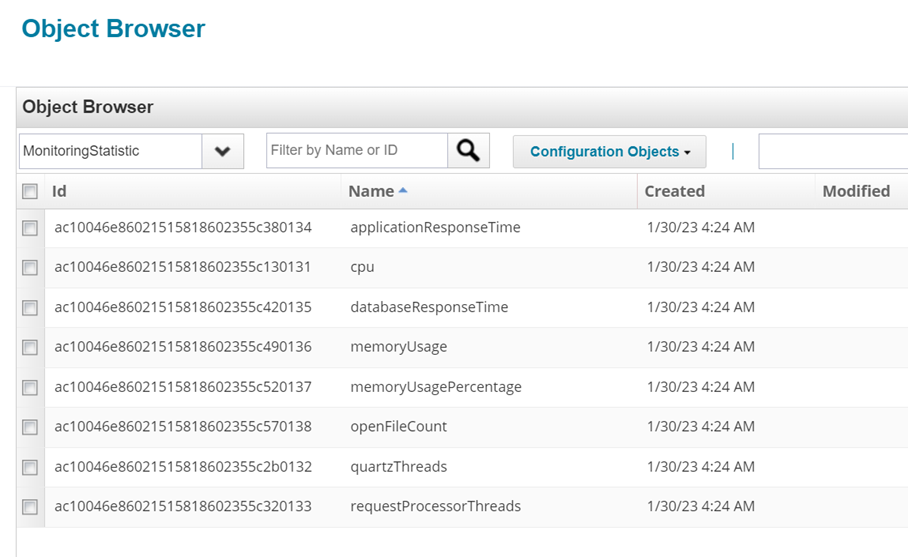 Object Browser
Object Browser
MonitoringStatistic Filter by Name or ID Configuration Objects
Id Name Created Modified
ac10046e86021515818602355c380134 applicationResponseTime 1/30/23 4:24 AM
ac10046e86021515818602355c130131 cpu 1/30/23 4:24 AM
ac10046e86021515818602355c420135 databaseResponseTime 1/30/23 4:24 AM
ac10046e86021515818602355c490136 memoryUsage 1/30/23 4:24 AM
ac10046e86021515818602355c520137 memoryUsagePercentage 1/30/23 4:24 AM
ac10046e86021515818602355c570138 openFileCount 1/30/23 4:24 AM
ac10046e86021515818602355c2b0132 quartzThreads 1/30/23 4:24 AM
ac10046e86021515818602355c320133 requestProcessorThreads 1/30/23 4:24 AM